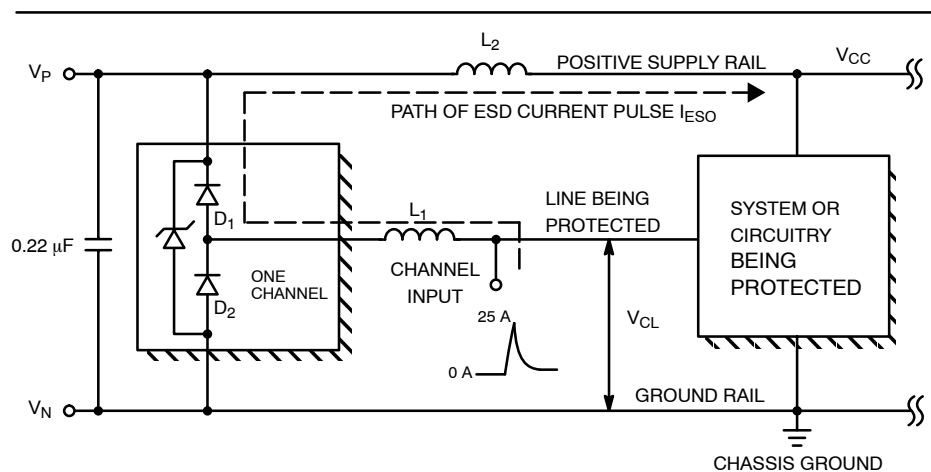 L2
VP
POSITIVE SUPPLY RAIL
VCC
PATH OF ESD CURRENT PULSE IESO
D1
L1
LINE BEING
PROTECTED
SYSTEM OR
CIRCUITRY
BEING
PROTECTED
0.22 μF
ONE
CHANNEL
D2
CHANNEL
INPUT
25 A
VCL
0 A
VN
GROUND RAIL
CHASSIS GROUND